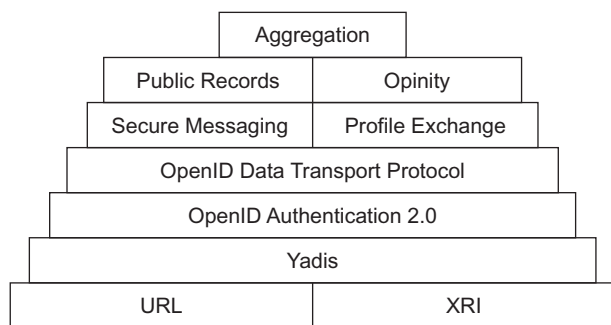 Aggregation
Public Records
Opinity
Secure Messaging
Profile Exchange
OpenID Data Transport Protocol
OpenID Authentication 2.0
Yadis
URL
XRI